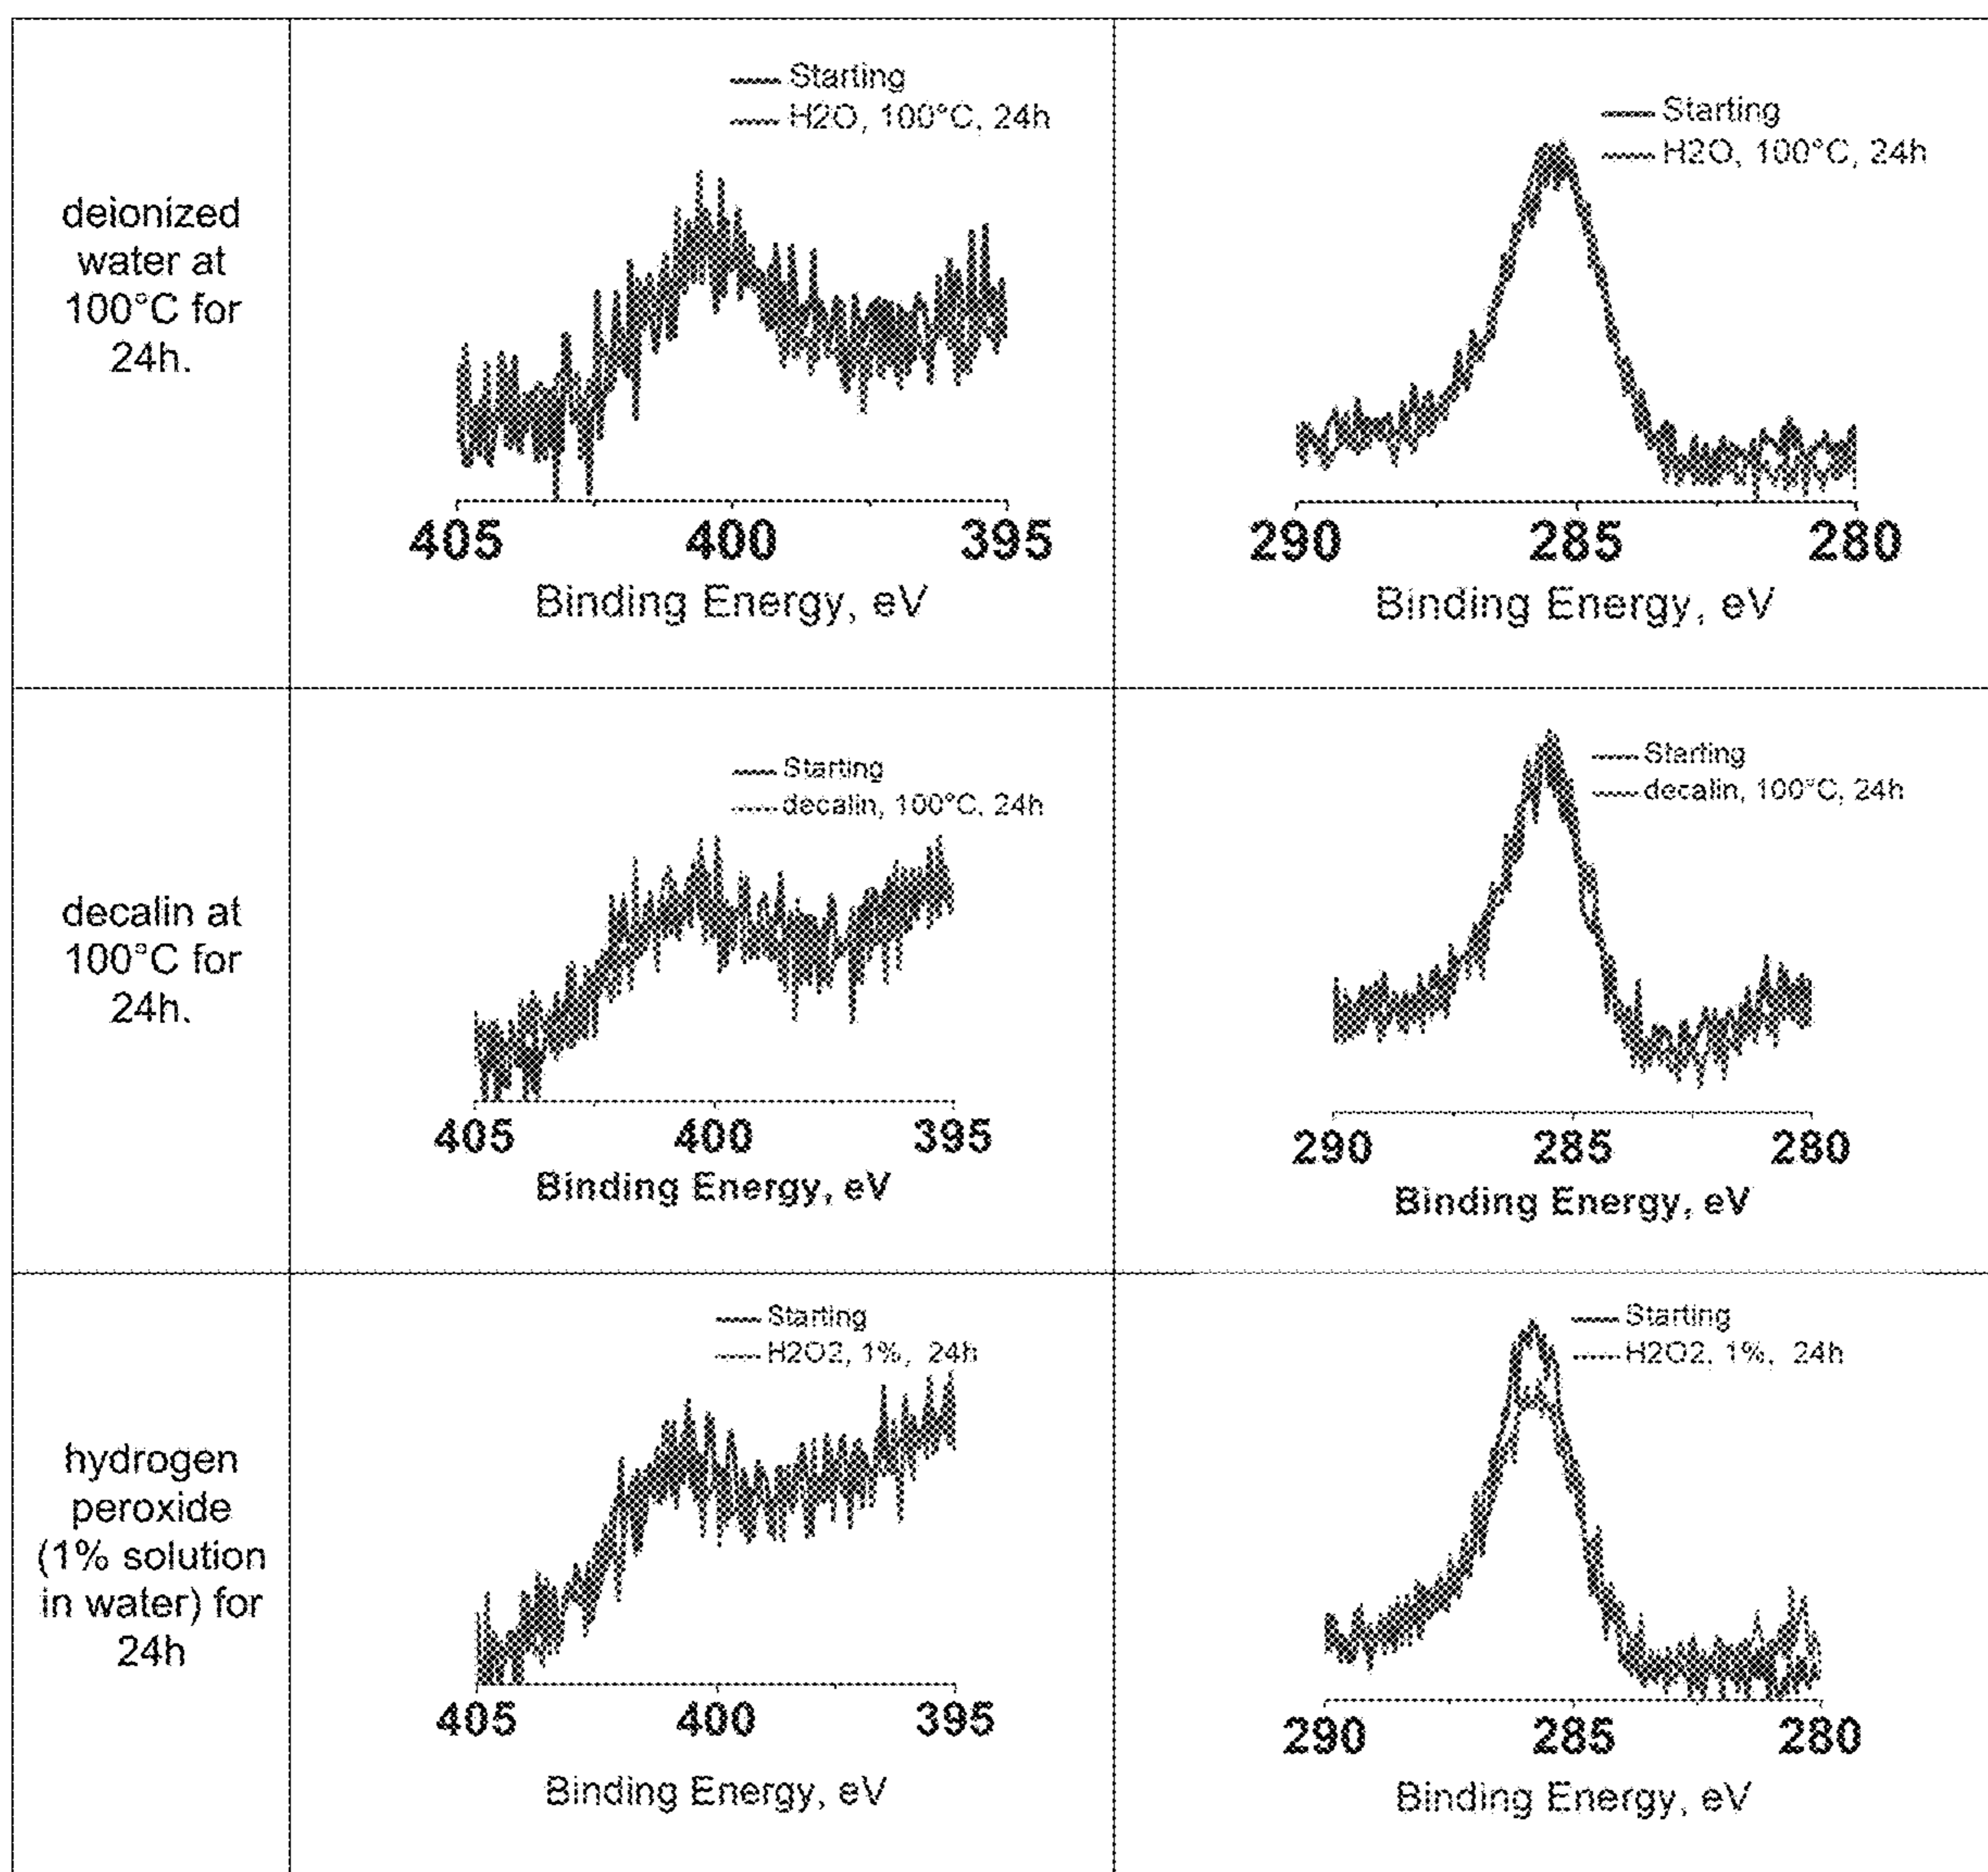 deionized
water at
100°C for
24h.
Starting
H2O, 100°C, 24h
405 400 395
Binding Energy, eV
Starting
H2O, 100°C, 24h
290 285 280
Binding Energy, eV
decalin at
100°C for
24h.
Starting
decalin, 100°C, 24h
405 400 395
Binding Energy, eV
Starting
decalin, 100°C, 24h
290 285 280
Binding Energy, eV
hydrogen
peroxide
(1% solution
in water) for
24h
Starting
H2O2, 1%, 24h
405 400 395
Binding Energy, eV
Starting
H2O2, 1%, 24h
290 285 280
Binding Energy, eV